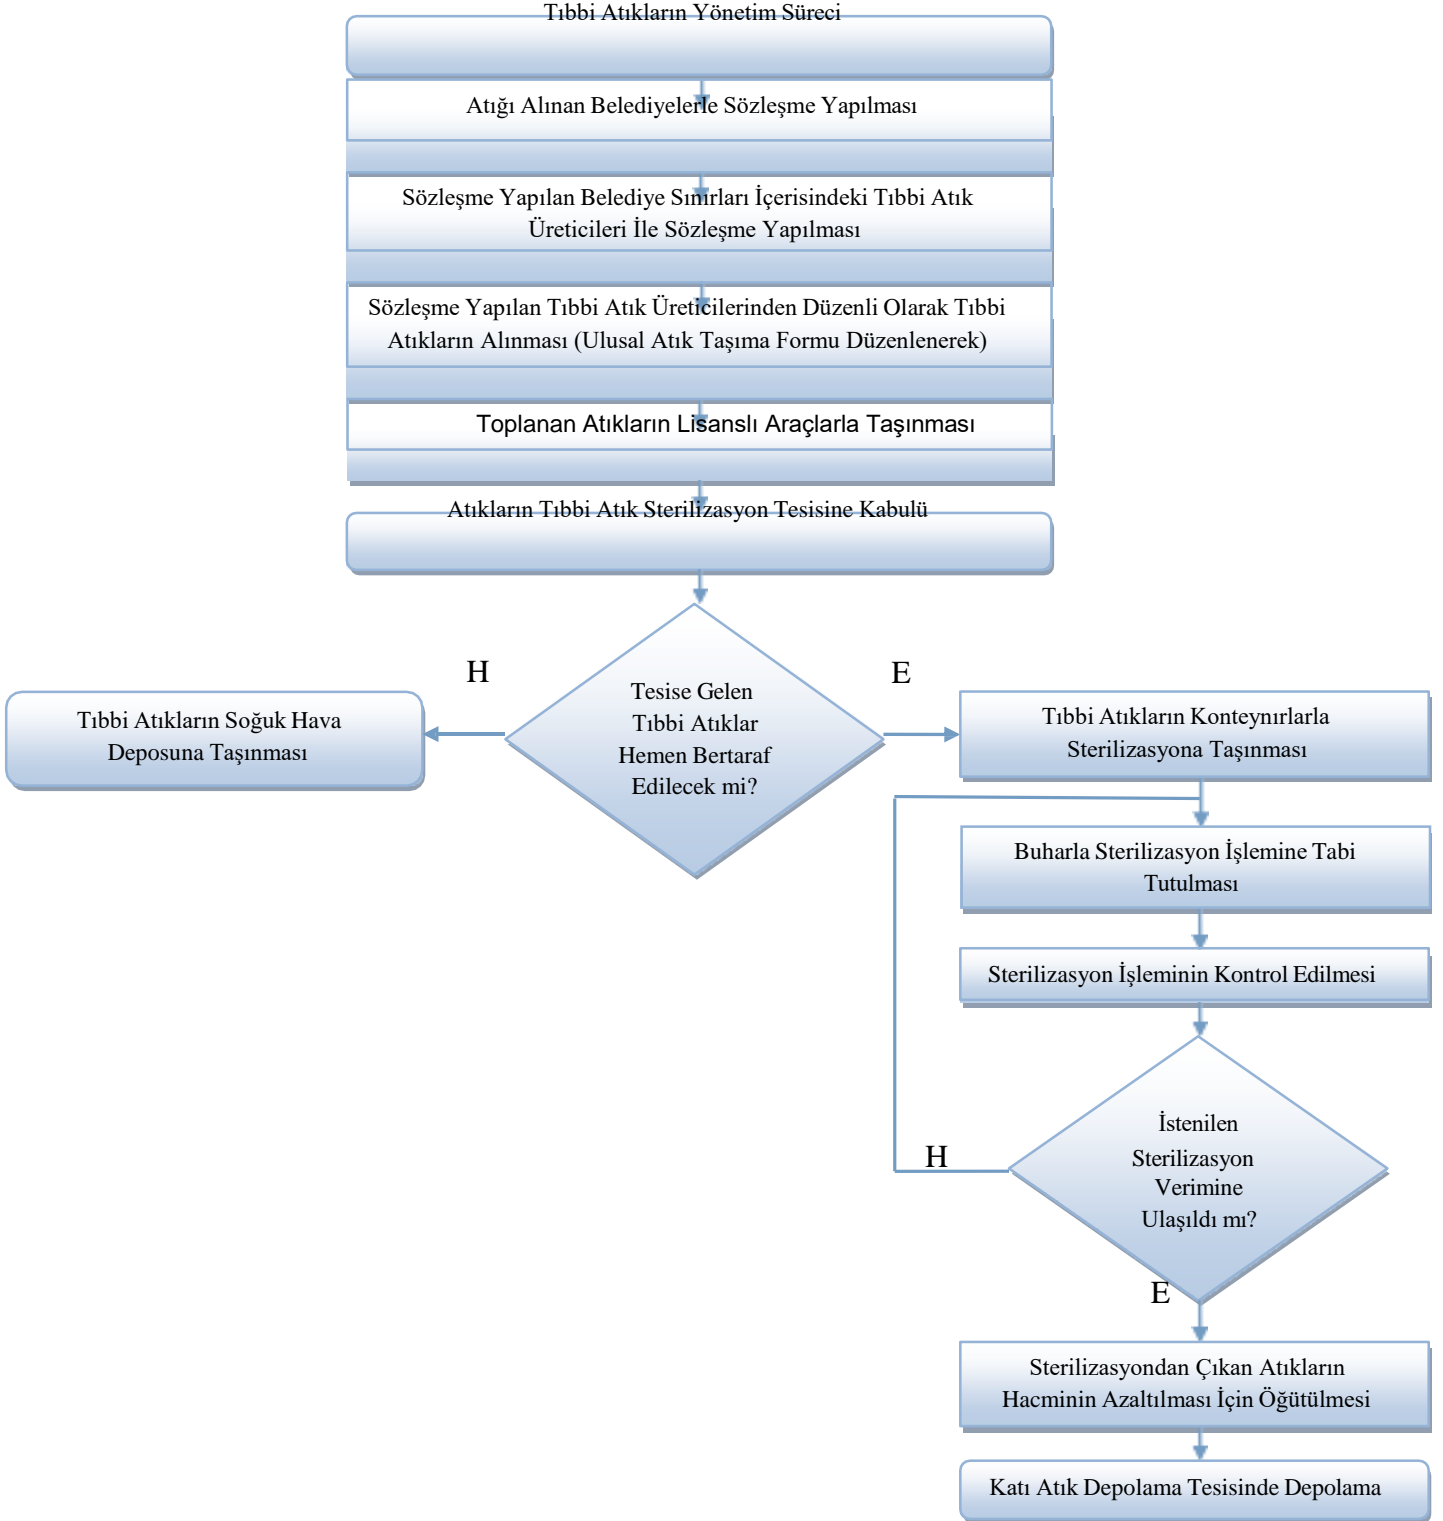 Tıbbi Atıkların Yönetim Süreci
Atığı Alınan Belediyelerle Sözleşme Yapılması
Sözleşme Yapılan Belediye Sınırları İçerisindeki Tıbbi Atık
Üreticileri İle Sözleşme Yapılması
Sözleşme Yapılan Tıbbi Atık Üreticilerinden Düzenli Olarak Tıbbi
Atıkların Alınması (Ulusal Atık Taşıma Formu Düzenlenerek)
Toplanan Atıkların Lisanslı Araçlarla Taşınması
Atıkların Tıbbi Atık Sterilizasyon Tesisine Kabulü
H
E
Tıbbi Atıkların Soğuk Hava
Deposuna Taşınması
Tesise Gelen
Tıbbi Atıklar
Hemen Bertaraf
Edilecek mi?
Tıbbi Atıkların Konteynırlarla
Sterilizasyona Taşınması
Buharla Sterilizasyon İşlemine Tabi
Tutulması
Sterilizasyon İşleminin Kontrol Edilmesi
H
İstenilen
Sterilizasyon
Verimine
Ulaşıldı mı?
E
Sterilizasyondan Çıkan Atıkların
Hacminin Azaltılması İçin Öğütülmesi
Katı Atık Depolama Tesisinde Depolama